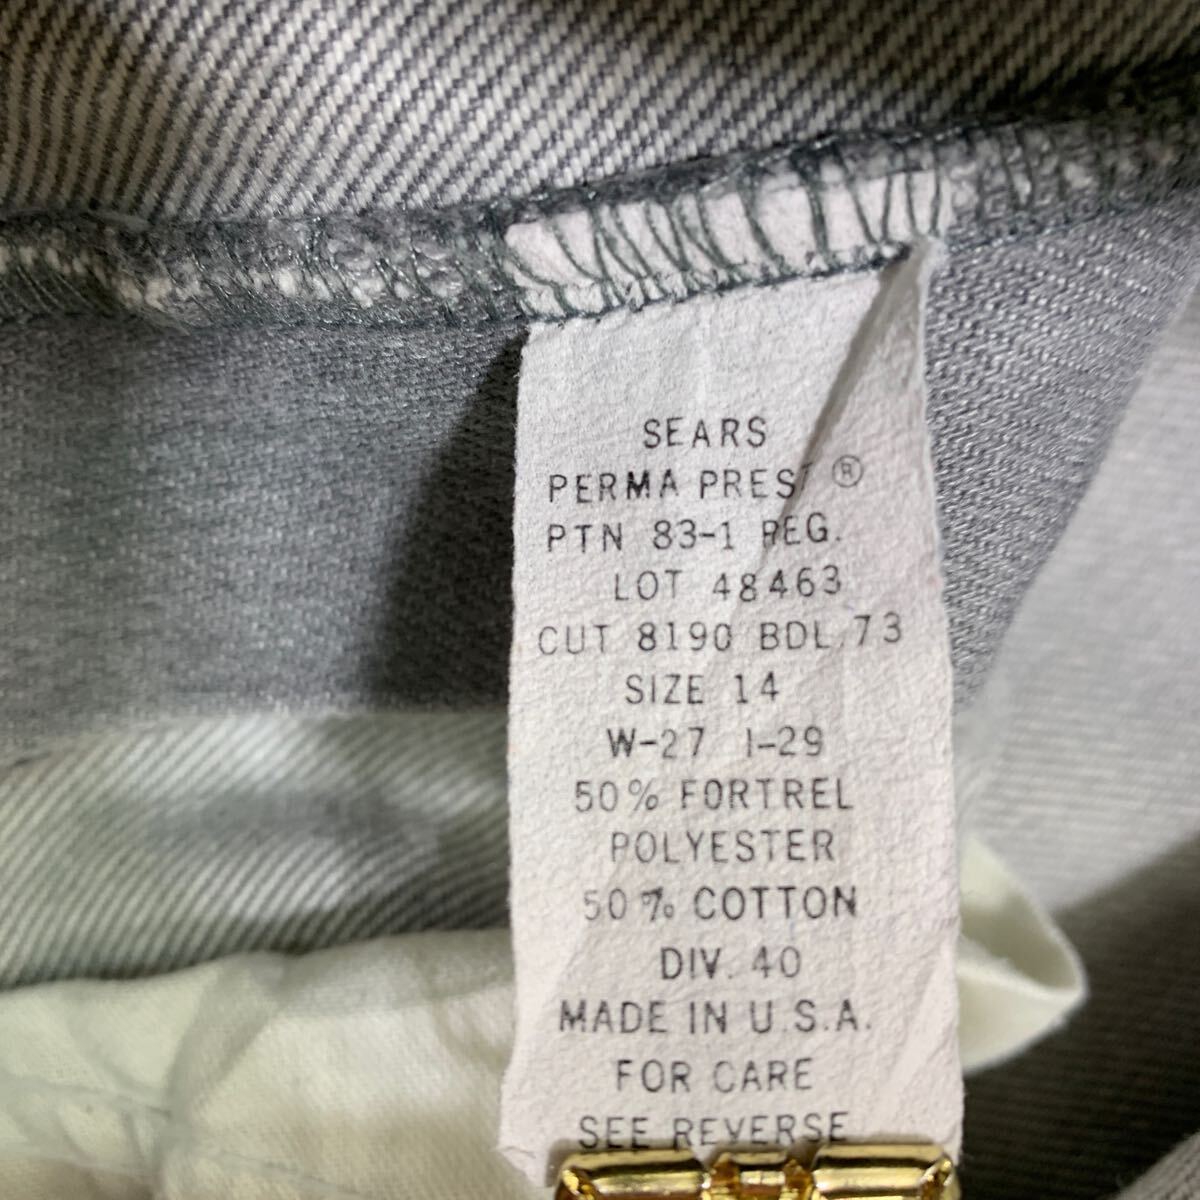 SEARS
PERMA PREST ®
PTN 83-1 REG.
LOT 48463
CUT 8190 BDL.73
SIZE 14
W-27 I-29
50% FORTREL
POLYESTER
50% COTTON
DIV. 40
MADE IN U.S.A.
FOR CARE
SEE REVERSE